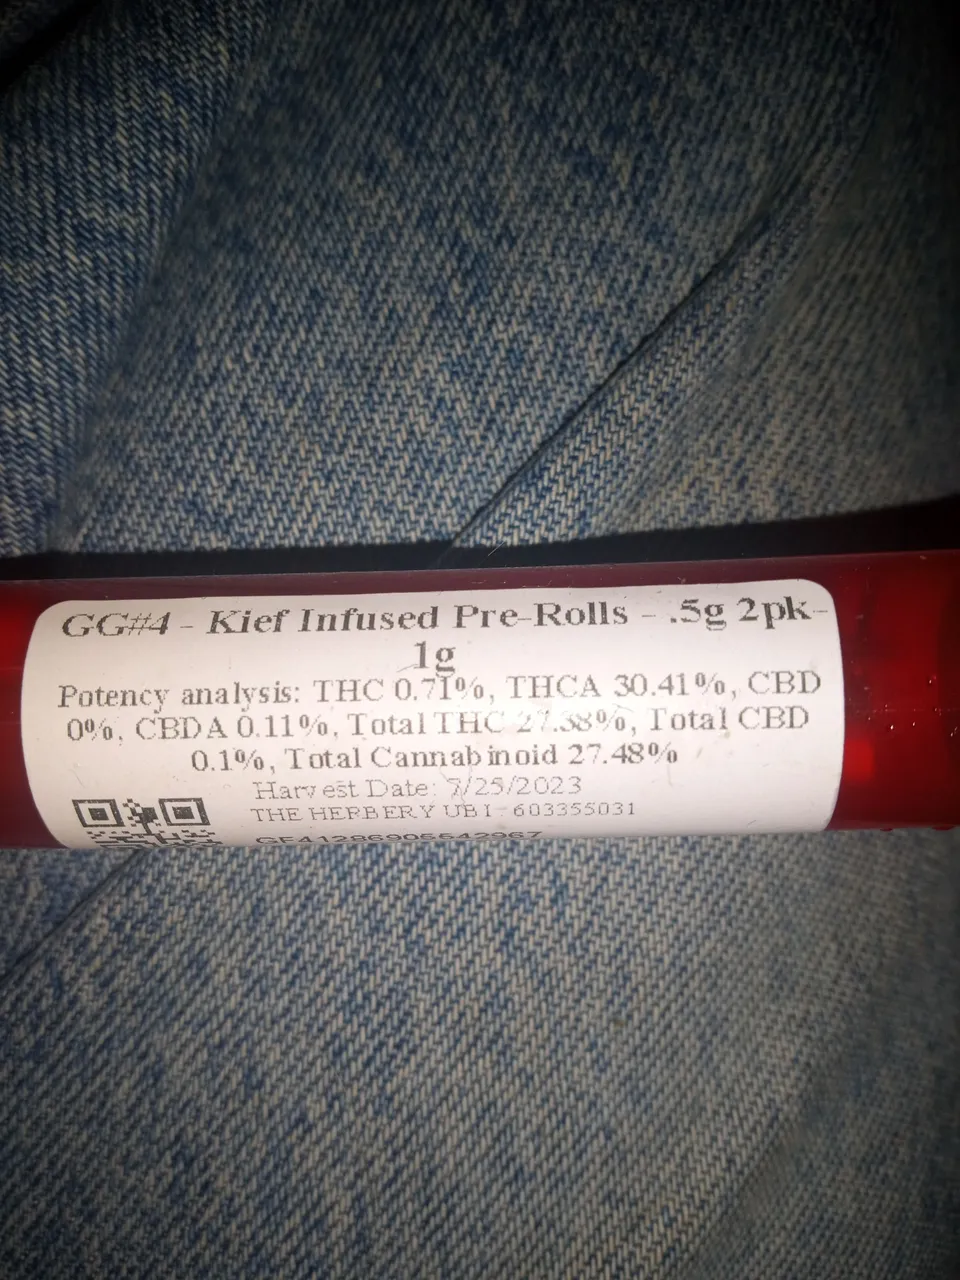 GG#4 - Kief Infused Pre-Rolls - .5g 2pk-
1g
Potency analysis: THC 0.71%, THCA 30.41%, CBD
0%, CBDA 0.11%, Total THC 27.38%, Total CBD
0.1%, Total Cannabinoid 27.48%
Harvest Date: 7/25/2023
THE HERBERY UBI - 603355031